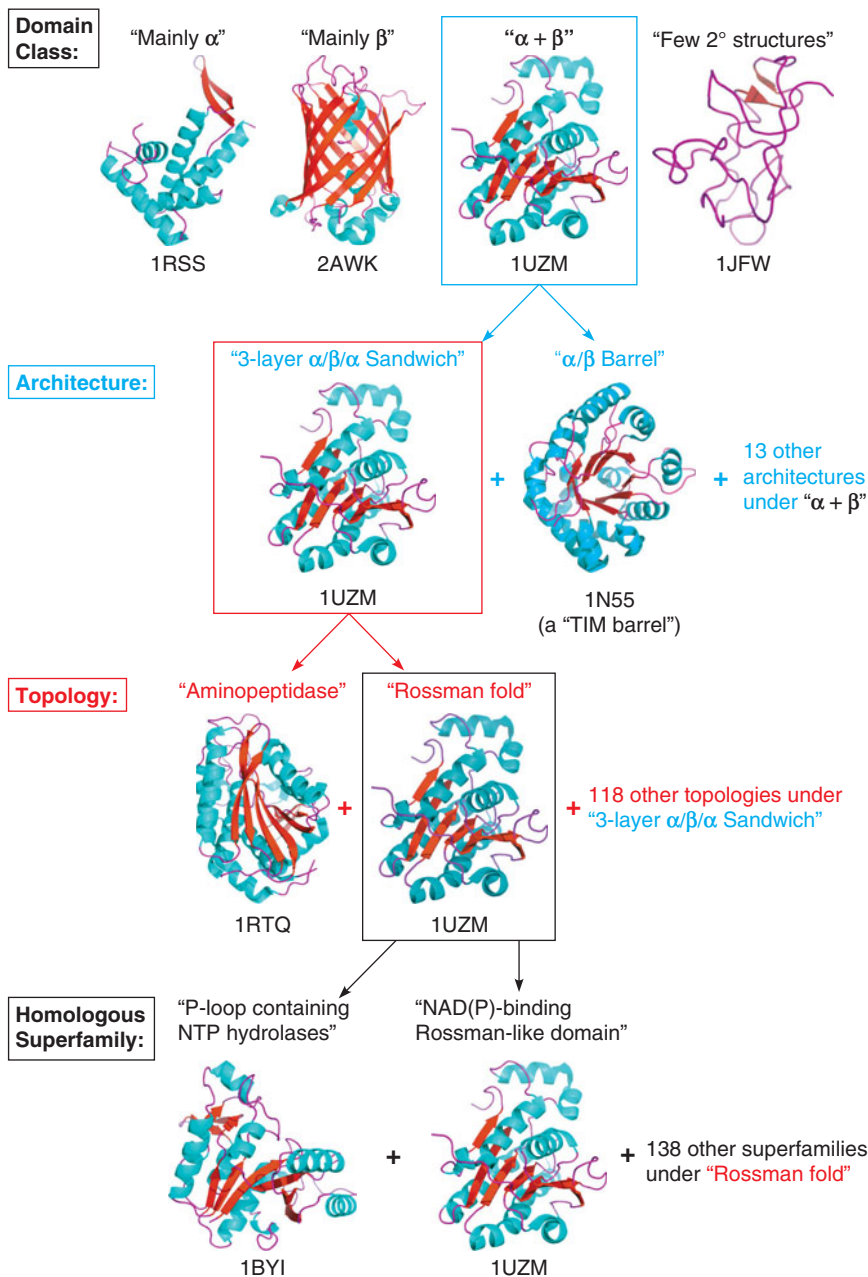 Domain
Class:
“Mainly α”
“Mainly β”
“α + β”
“Few 2° structures”
1RSS
2AWK
1UZM
1JFW
Architecture:
“3-layer α/β/α Sandwich”
“α/β Barrel”
+
+
13 other
architectures
under “α + β”
1UZM
1N55
(a “TIM barrel”)
Topology:
“Aminopeptidase”
“Rossman fold”
+
+
118 other topologies under
“3-layer α/β/α Sandwich”
1RTQ
1UZM
Homologous
Superfamily:
“P-loop containing
NTP hydrolases”
“NAD(P)-binding
Rossman-like domain”
+
+
138 other superfamilies
under “Rossman fold”
1BYI
1UZM